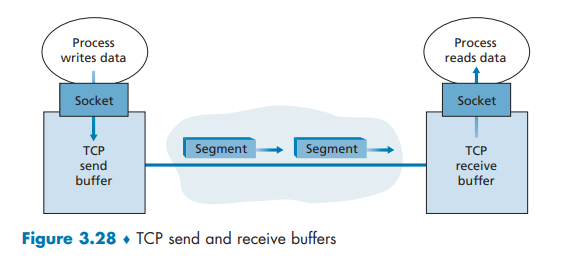 Process
writes data
Process
reads data
Socket
Socket
TCP
send
buffer
Segment
Segment
TCP
receive
buffer
Figure 3.28 ♦ TCP send and receive buffers